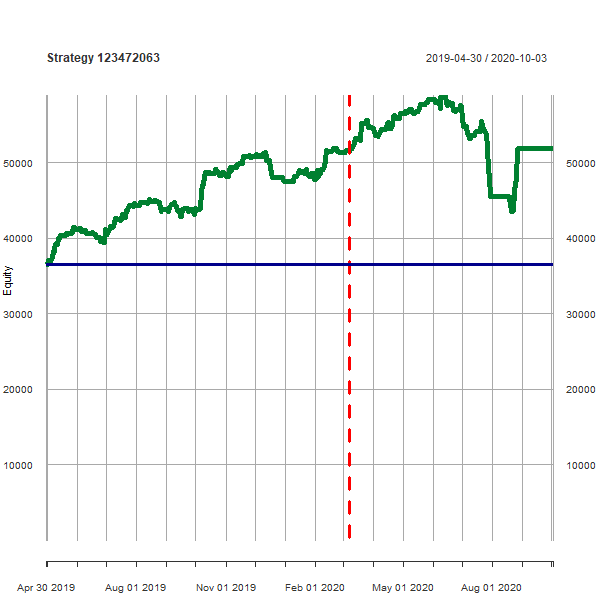 Strategy 123472063
2019-04-30 / 2020-10-03
50000
50000
40000
40000
Equity
30000
30000
20000
20000
10000
10000
Apr 30 2019
Aug 01 2019
Nov 01 2019
Feb 01 2020
May 01 2020
Aug 01 2020